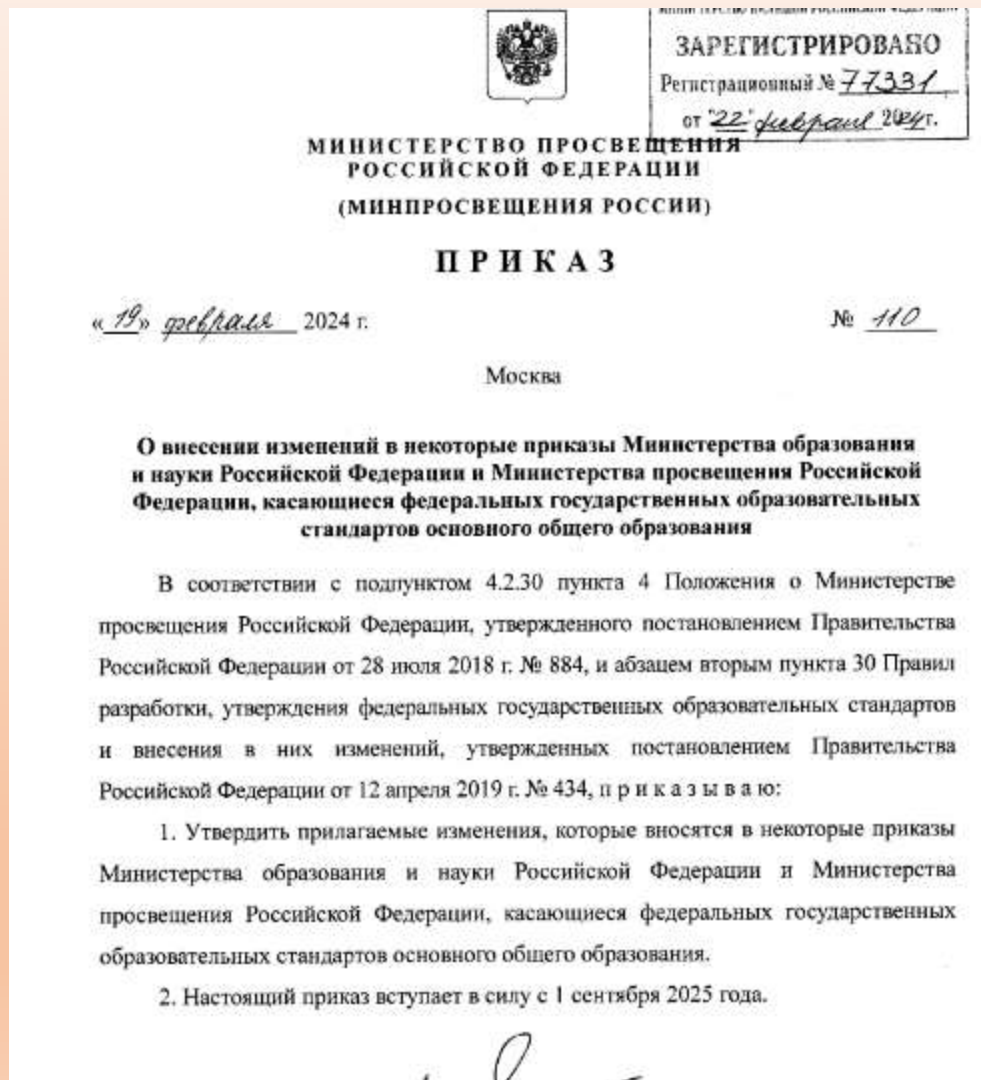 МИНИСТЕРСТВО ЮСТИЦИИ РОССИЙСКОЙ ФЕДЕРАЦИИ
ЗАРЕГИСТРИРОВАНО
Регистрационный № 77331
от "22" февраля 2024 г.
МИНИСТЕРСТВО ПРОСВЕЩЕНИЯ
РОССИЙСКОЙ ФЕДЕРАЦИИ
(МИНПРОСВЕЩЕНИЯ РОССИИ)
ПРИКАЗ
« 19» февраля 2024 г.
№ 110
Москва
О внесении изменений в некоторые приказы Министерства образования
и науки Российской Федерации и Министерства просвещения Российской
Федерации, касающиеся федеральных государственных образовательных
стандартов основного общего образования
В соответствии с подпунктом 4.2.30 пункта 4 Положения о Министерстве
просвещения Российской Федерации, утвержденного постановлением Правительства
Российской Федерации от 28 июля 2018 г. № 884, и абзацем вторым пункта 30 Правил
разработки, утверждения федеральных государственных образовательных стандартов
и внесения в них изменений, утвержденных постановлением Правительства
Российской Федерации от 12 апреля 2019 г. № 434, п р и к а з ы в а ю:
1. Утвердить прилагаемые изменения, которые вносятся в некоторые приказы
Министерства образования и науки Российской Федерации и Министерства
просвещения Российской Федерации, касающиеся федеральных государственных
образовательных стандартов основного общего образования.
2. Настоящий приказ вступает в силу с 1 сентября 2025 года.